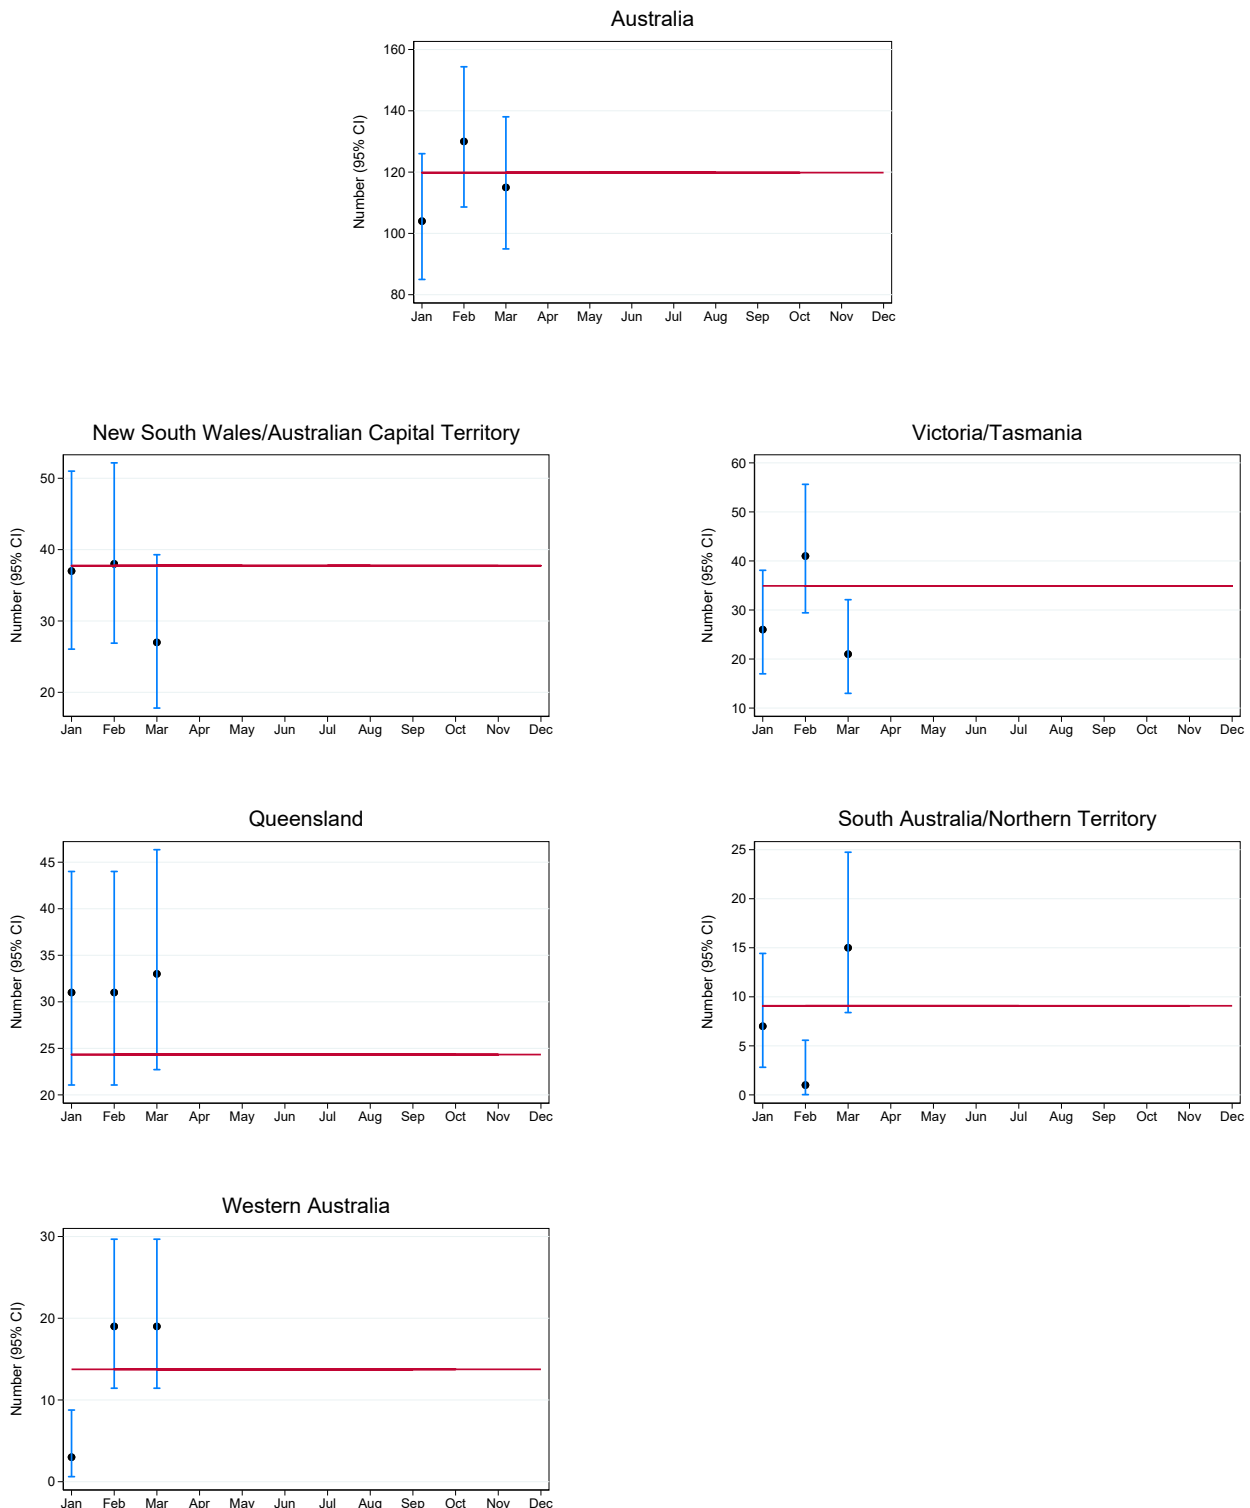 Australia
Number (95% CI)
160
140
120
100
80
Jan Feb Mar Apr May Jun Jul Aug Sep Oct Nov Dec
New South Wales/Australian Capital Territory
Number (95% CI)
50
40
30
20
Jan Feb Mar Apr May Jun Jul Aug Sep Oct Nov Dec
Victoria/Tasmania
Number (95% CI)
60
50
40
30
20
10
Jan Feb Mar Apr May Jun Jul Aug Sep Oct Nov Dec
Queensland
Number (95% CI)
45
40
35
30
25
20
Jan Feb Mar Apr May Jun Jul Aug Sep Oct Nov Dec
South Australia/Northern Territory
Number (95% CI)
25
20
15
10
5
0
Jan Feb Mar Apr May Jun Jul Aug Sep Oct Nov Dec
Western Australia
Number (95% CI)
30
20
10
0
Jan Feb Mar Apr May Jun Jul Aug Sep Oct Nov Dec